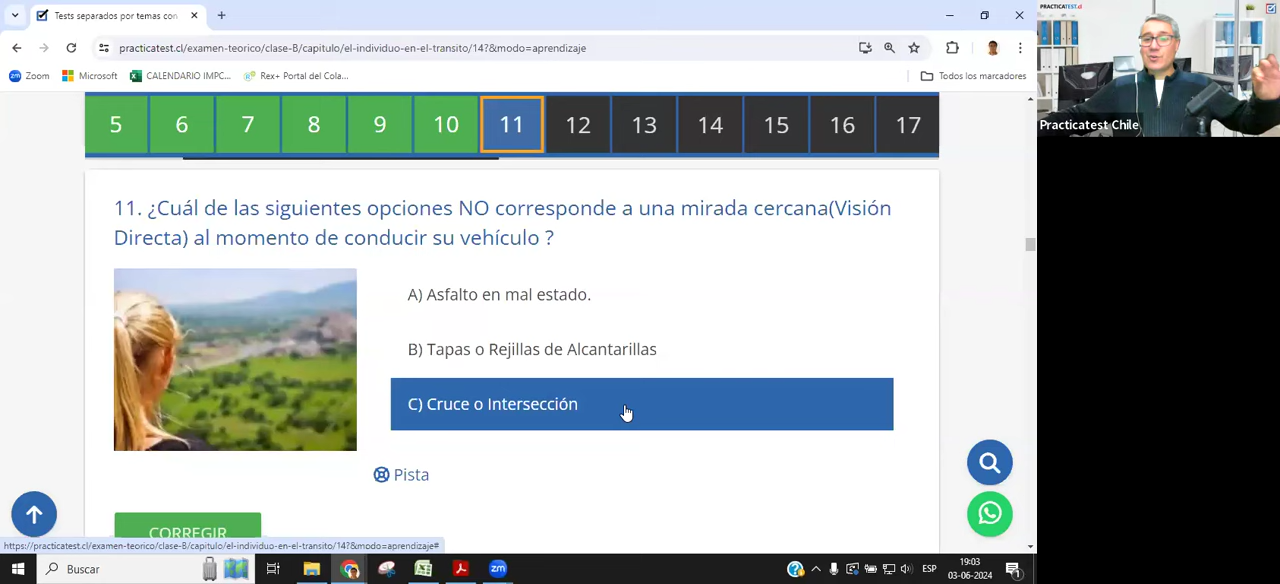 Tests separados por temas con
PRACTICATEST.cl
practicatest.cl/examen-teorico/clase-B/capitulo/el-individuo-en-el-transito/14?&modo=aprendizaje
Zoom
Microsoft
CALENDARIO IMPC...
Rex+ Portal del Cola...
Todos los marcadores
Practicatest Chile
5 6 7 8 9 10 11 12 13 14 15 16 17
11. ¿Cuál de las siguientes opciones NO corresponde a una mirada cercana(Visión
Directa) al momento de conducir su vehículo ?
A) Asfalto en mal estado.
B) Tapas o Rejillas de Alcantarillas
C) Cruce o Intersección
Pista
CORREGIR
https://practicatest.cl/examen-teorico/clase-B/capitulo/el-individuo-en-el-transito/14?&modo=aprendizaje#
Buscar
zm
ESP
19:03
03-06-2024